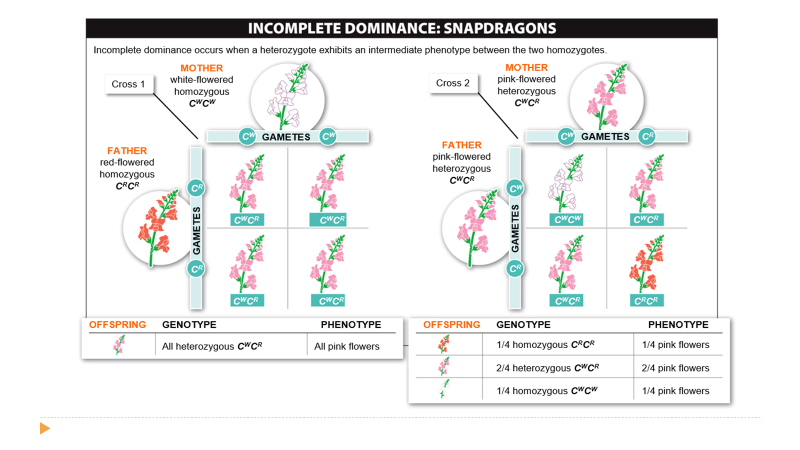 INCOMPLETE DOMINANCE: SNAPDRAGONS
Incomplete dominance occurs when a heterozygote exhibits an intermediate phenotype between the two homozygotes.
Cross 1
MOTHER
white-flowered
homozygous
CᵂCᵂ
Cᵂ GAMETES Cᵂ
FATHER
red-flowered
homozygous
CᴿCᴿ
Cᴿ
GAMETES
Cᴿ
CᵂCᴿ CᵂCᴿ
CᵂCᴿ CᵂCᴿ
OFFSPRING GENOTYPE PHENOTYPE
All heterozygous CᵂCᴿ All pink flowers
Cross 2
MOTHER
pink-flowered
heterozygous
CᵂCᴿ
Cᵂ GAMETES Cᴿ
FATHER
pink-flowered
heterozygous
CᵂCᴿ
Cᵂ
GAMETES
Cᴿ
CᵂCᵂ CᵂCᴿ
CᵂCᴿ CᴿCᴿ
OFFSPRING GENOTYPE PHENOTYPE
1/4 homozygous CᴿCᴿ 1/4 pink flowers
2/4 heterozygous CᵂCᴿ 2/4 pink flowers
1/4 homozygous CᵂCᵂ 1/4 pink flowers